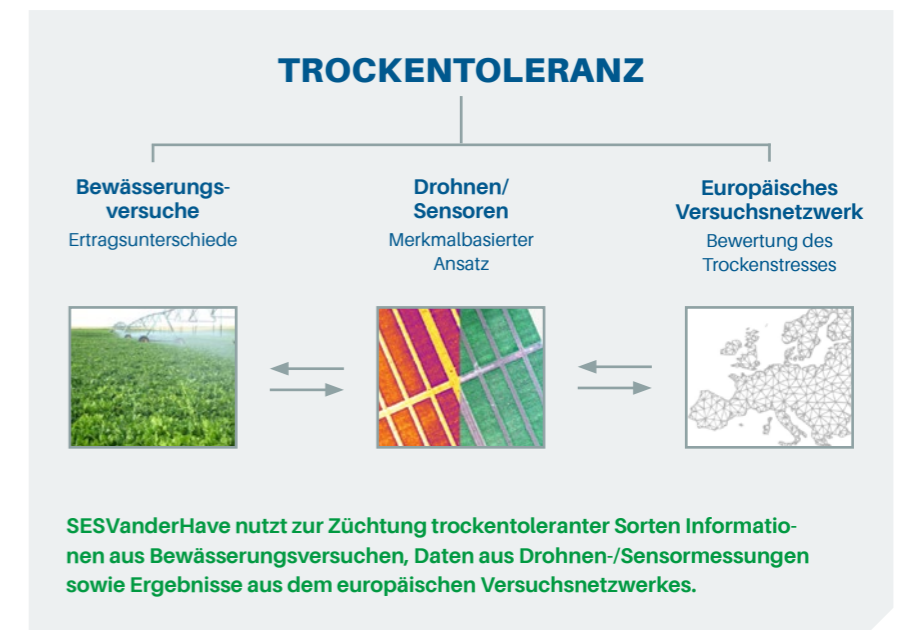 TROCKENTOLERANZ
Bewässerungs-
versuche
Ertragsunterschiede
Drohnen/
Sensoren
Merkmalbasierter
Ansatz
Europäisches
Versuchsnetzwerk
Bewertung des
Trockenstresses
SESVanderHave nutzt zur Züchtung trockentoleranter Sorten Informatio-
nen aus Bewässerungsversuchen, Daten aus Drohnen-/Sensormessungen
sowie Ergebnisse aus dem europäischen Versuchsnetzwerkes.